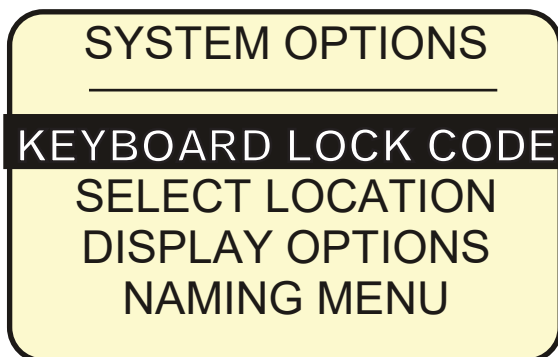 SYSTEM OPTIONS
KEYBOARD LOCK CODE
SELECT LOCATION
DISPLAY OPTIONS
NAMING MENU